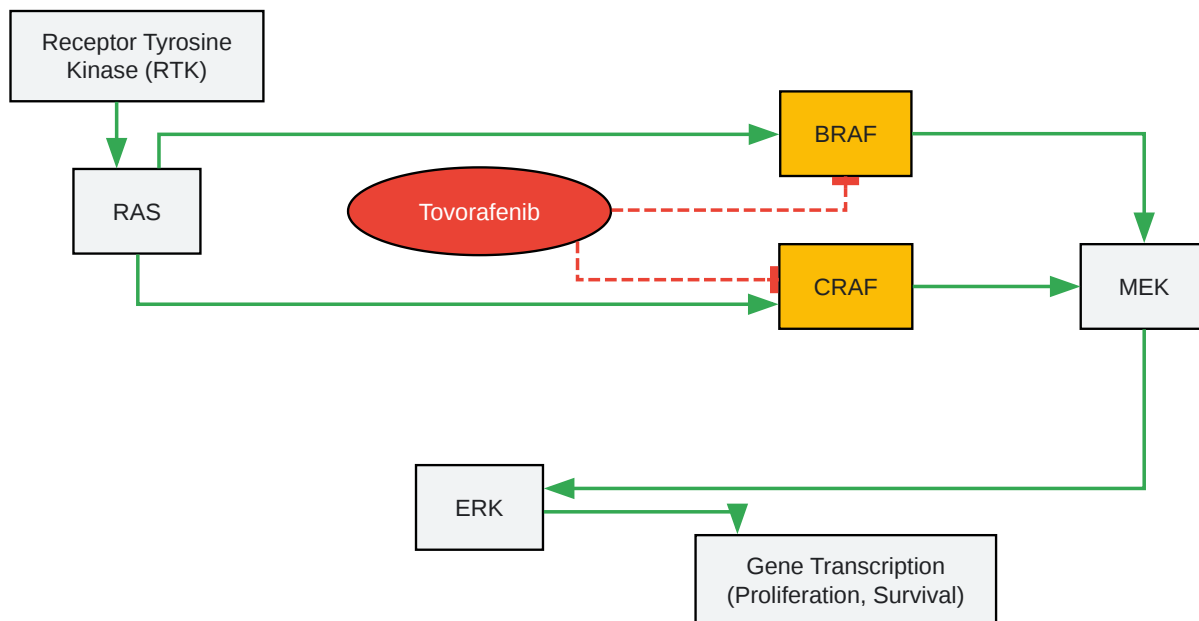 Receptor Tyrosine
Kinase (RTK)
BRAF
RAS
Tovorafenib
CRAF
MEK
ERK
Gene Transcription
(Proliferation, Survival)